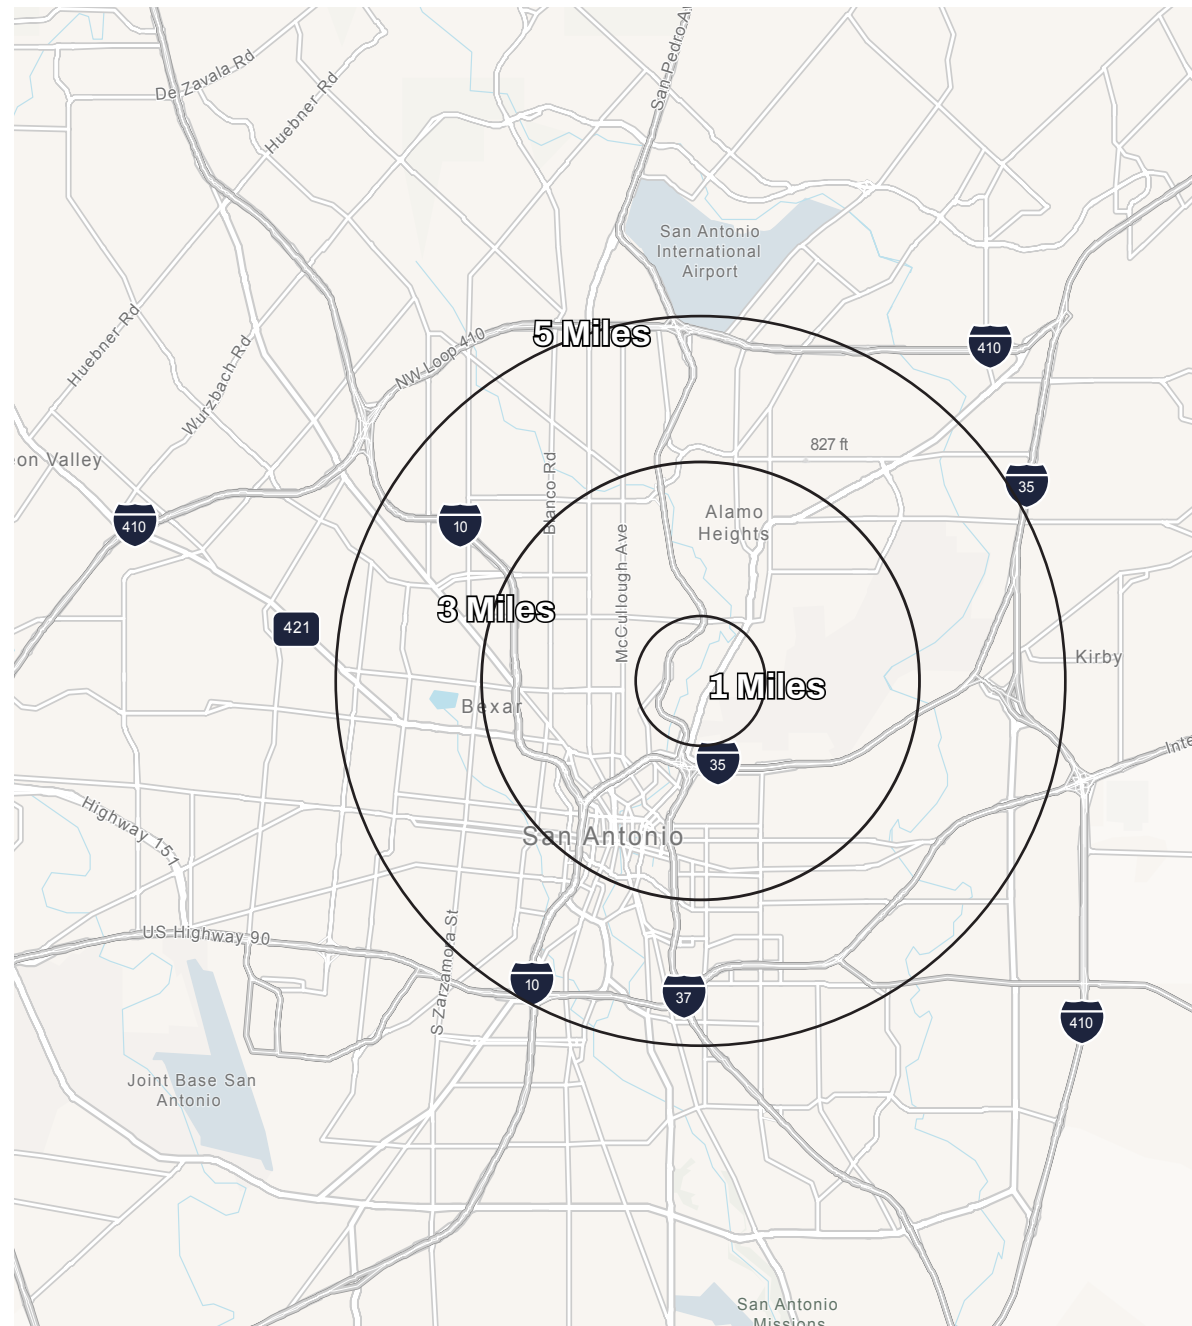 San Pedro A
De Zavala Rd
Huebner Rd
San Antonio
International
Airport
5 Miles
NW Loop 410
410
Huebner Rd
Wurzbach Rd
827 ft
eon Valley
Blanco Rd
35
Alamo
Heights
410
10
McCullough Ave
3 Miles
421
Kirby
1 Miles
Bexar
Inte
35
Highway 151
San Antonio
US Highway 90
S Zarzamora St
10
37
410
Joint Base San
Antonio
San Antonio
Missions